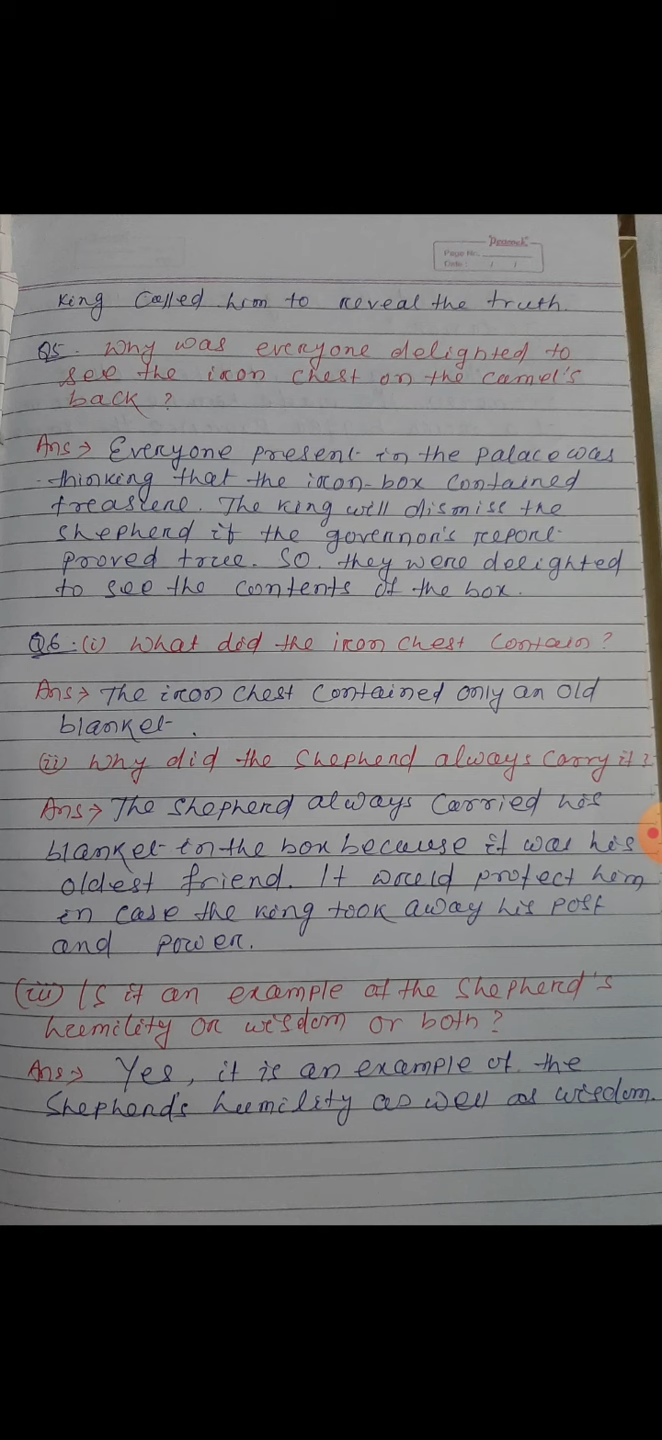 Peacock
Page No.
Date : / /
King Called him to reveal the truth.
Q5. Why was everyone delighted to
see the iron chest on the camel's
back ?
Ans → Everyone present in the palace was
thinking that the iron-box contained
treasure. The King will dismiss the
shepherd if the governor's report
proved true. SO. they were delighted
to see the contents of the box.
Q6. (i) What did the iron chest contain ?
Ans → The iron chest contained only an old
blanket.
(ii) Why did the shepherd always carry it ?
Ans → The shepherd always carried his
blanket in the box because it was his
oldest friend. It would protect him
in case the king took away his post
and power.
(iii) Is it an example of the shepherd's
humility or wisdom or both ?
Ans → Yes, it is an example of the
Shepherd's humility as well as wisdom.